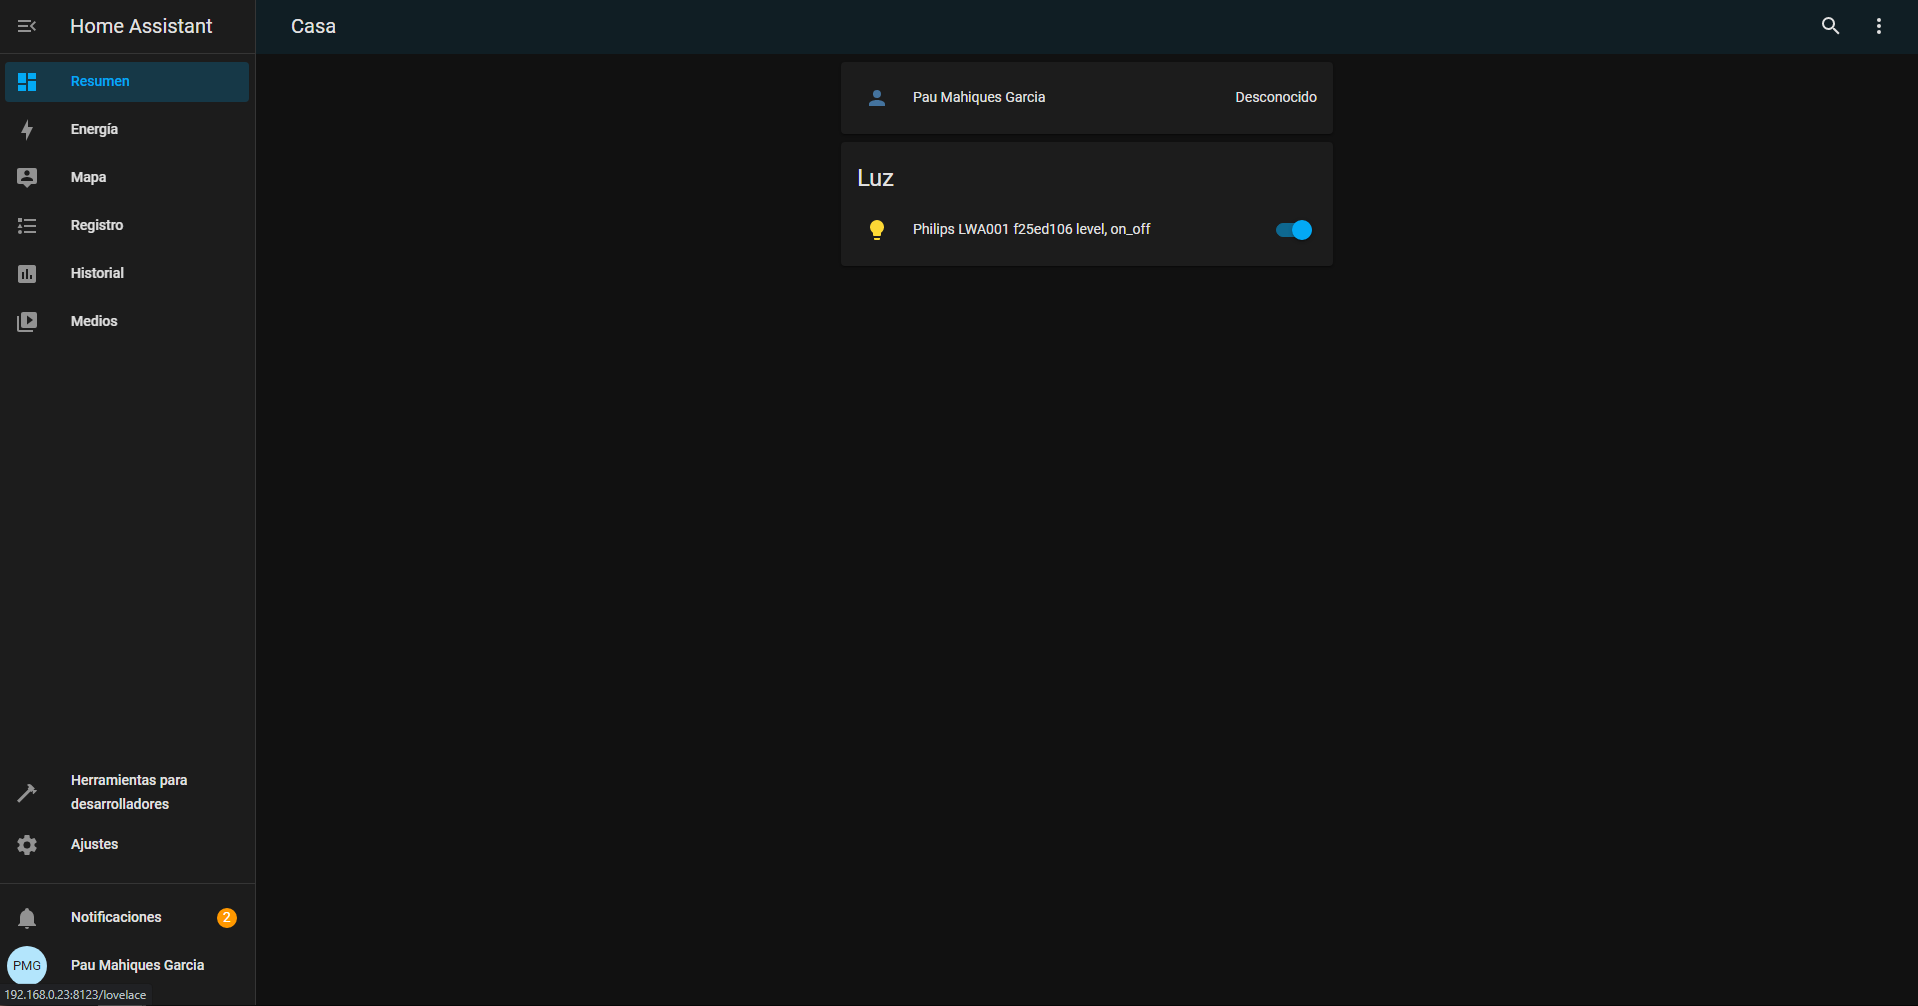 Home Assistant
Casa
Resumen
Energía
Mapa
Registro
Historial
Medios
Pau Mahiques Garcia
Desconocido
Luz
Philips LWA001 f25ed106 level, on_off
Herramientas para
desarrolladores
Ajustes
Notificaciones
2
PMG
Pau Mahiques Garcia
192.168.0.23:8123/lovelace